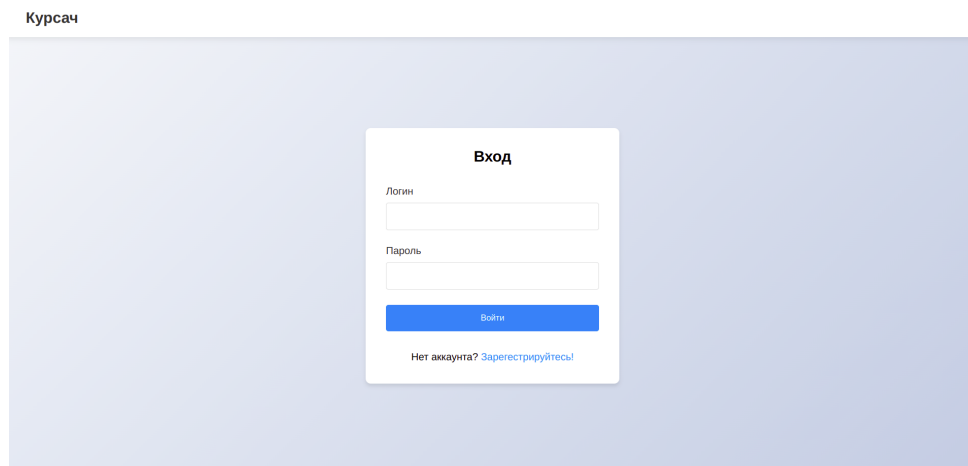 Курсач
Вход
Логин
Пароль
Войти
Нет аккаунта? Зарегестрируйтесь!